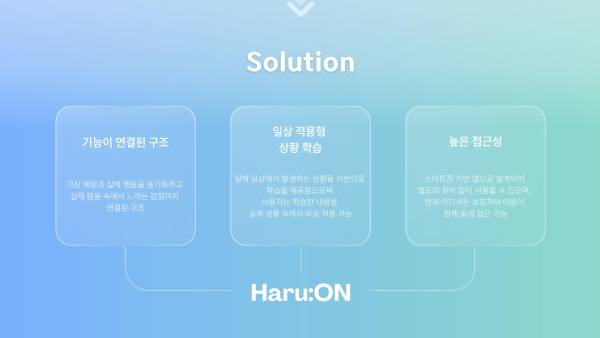 Solution
기능이 연결된 구조
가상 체험과 실제 행동을 동기화하고
실제 행동 속에서 느끼는 감정까지
연결된 구조
일상 적용형
상황 학습
실제 일상에서 발생하는 상황을 기반으로
학습을 제공함으로써
사용자는 학습한 내용을
실제 생활 속에서 바로 적용 가능
높은 접근성
스마트폰 기반 앱으로 설계되어
별도의 장비 없이 사용할 수 있으며,
언제 어디서든 보호자와 아동이
함께 쉽게 접근 가능
Haru:ON